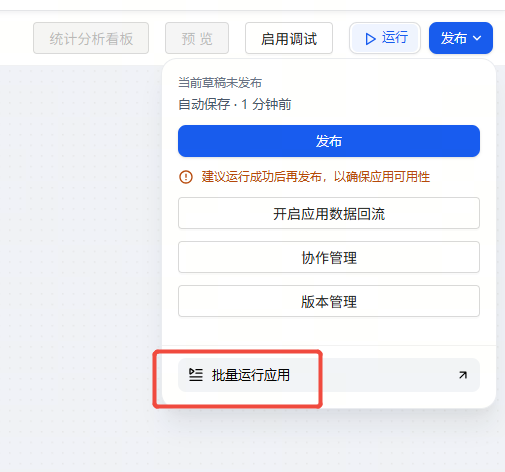 统计分析看板
预 览
启用调试
运行
发布
当前草稿未发布
自动保存 · 1 分钟前
发布
建议运行成功后再发布，以确保应用可用性
开启应用数据回流
协作管理
版本管理
批量运行应用